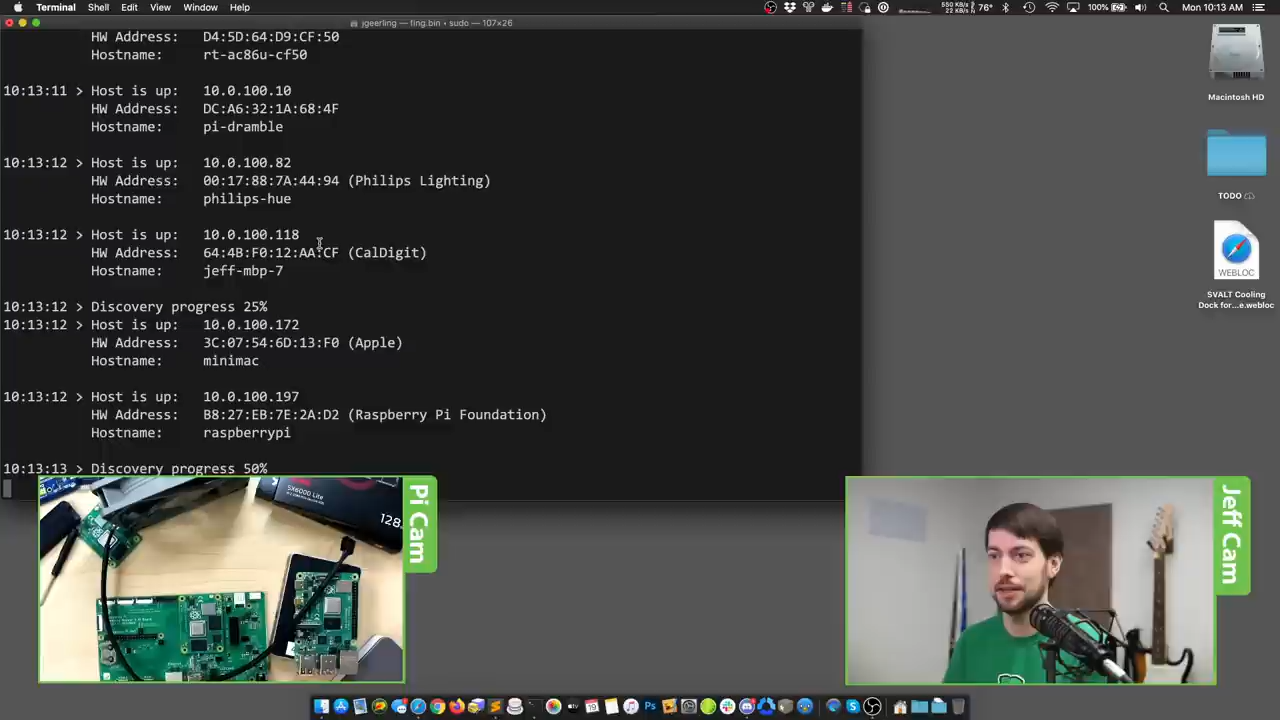 Terminal Shell Edit View Window Help
550 KB/s
22 KB/s
76°
100%
Mon 10:13 AM
jgeerling — fing.bin • sudo — 107×26
HW Address: D4:5D:64:D9:CF:50
Hostname: rt-ac86u-cf50
10:13:11 > Host is up: 10.0.100.10
HW Address: DC:A6:32:1A:68:4F
Hostname: pi-dramble
10:13:12 > Host is up: 10.0.100.82
HW Address: 00:17:88:7A:44:94 (Philips Lighting)
Hostname: philips-hue
10:13:12 > Host is up: 10.0.100.118
HW Address: 64:4B:F0:12:AA:CF (CalDigit)
Hostname: jeff-mbp-7
10:13:12 > Discovery progress 25%
10:13:12 > Host is up: 10.0.100.172
HW Address: 3C:07:54:6D:13:F0 (Apple)
Hostname: minimac
10:13:12 > Host is up: 10.0.100.197
HW Address: B8:27:EB:7E:2A:D2 (Raspberry Pi Foundation)
Hostname: raspberrypi
10:13:13 > Discovery progress 50%
Macintosh HD
TODO
WEBLOC
SVALT Cooling
Dock for...e.webloc
SX6000 Lite
128
Pi Cam
Jeff Cam